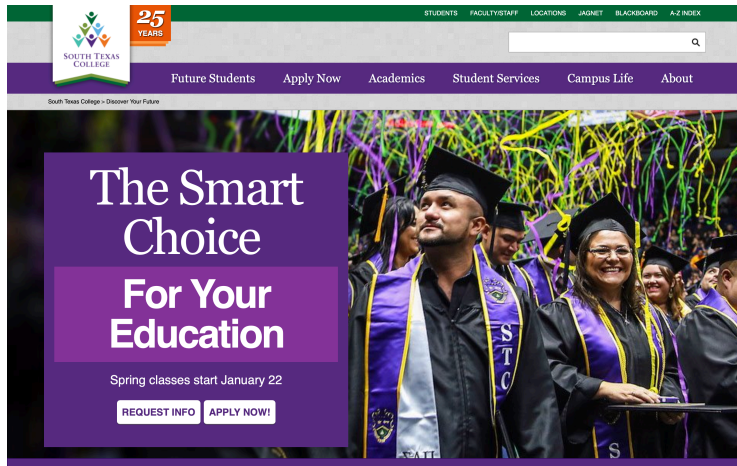 25
YEARS
SOUTH TEXAS
COLLEGE
STUDENTS FACULTY/STAFF LOCATIONS JAGNET BLACKBOARD A-Z INDEX
Future Students Apply Now Academics Student Services Campus Life About
South Texas College > Discover Your Future
The Smart
Choice
For Your
Education
Spring classes start January 22
REQUEST INFO APPLY NOW!
S
T
C
ΣΑΠ
S